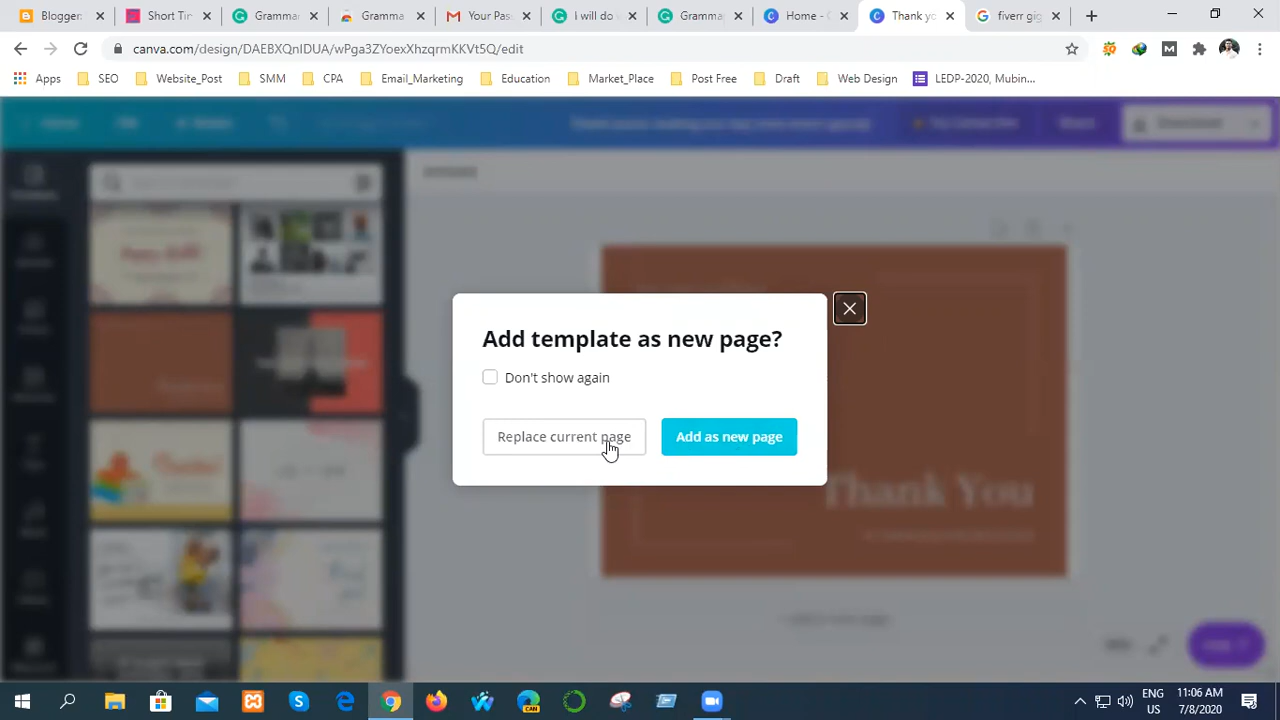 Blogger: Short Tim Gramma Gramma Your Pas I will do Gramma Home - C Thank yo fiverr gig
canva.com/design/DAEBXQnIDUA/wPga3ZYoexXhzqrmKKVt5Q/edit
Apps SEO Website_Post SMM CPA Email_Marketing Education Market_Place Post Tree Draft Web Design LEDP-2020, Mubin...
Download
Add template as new page?
Don't show again
Replace current page Add as new page
Thank You
ENG 11:06 AM
US 7/8/2020